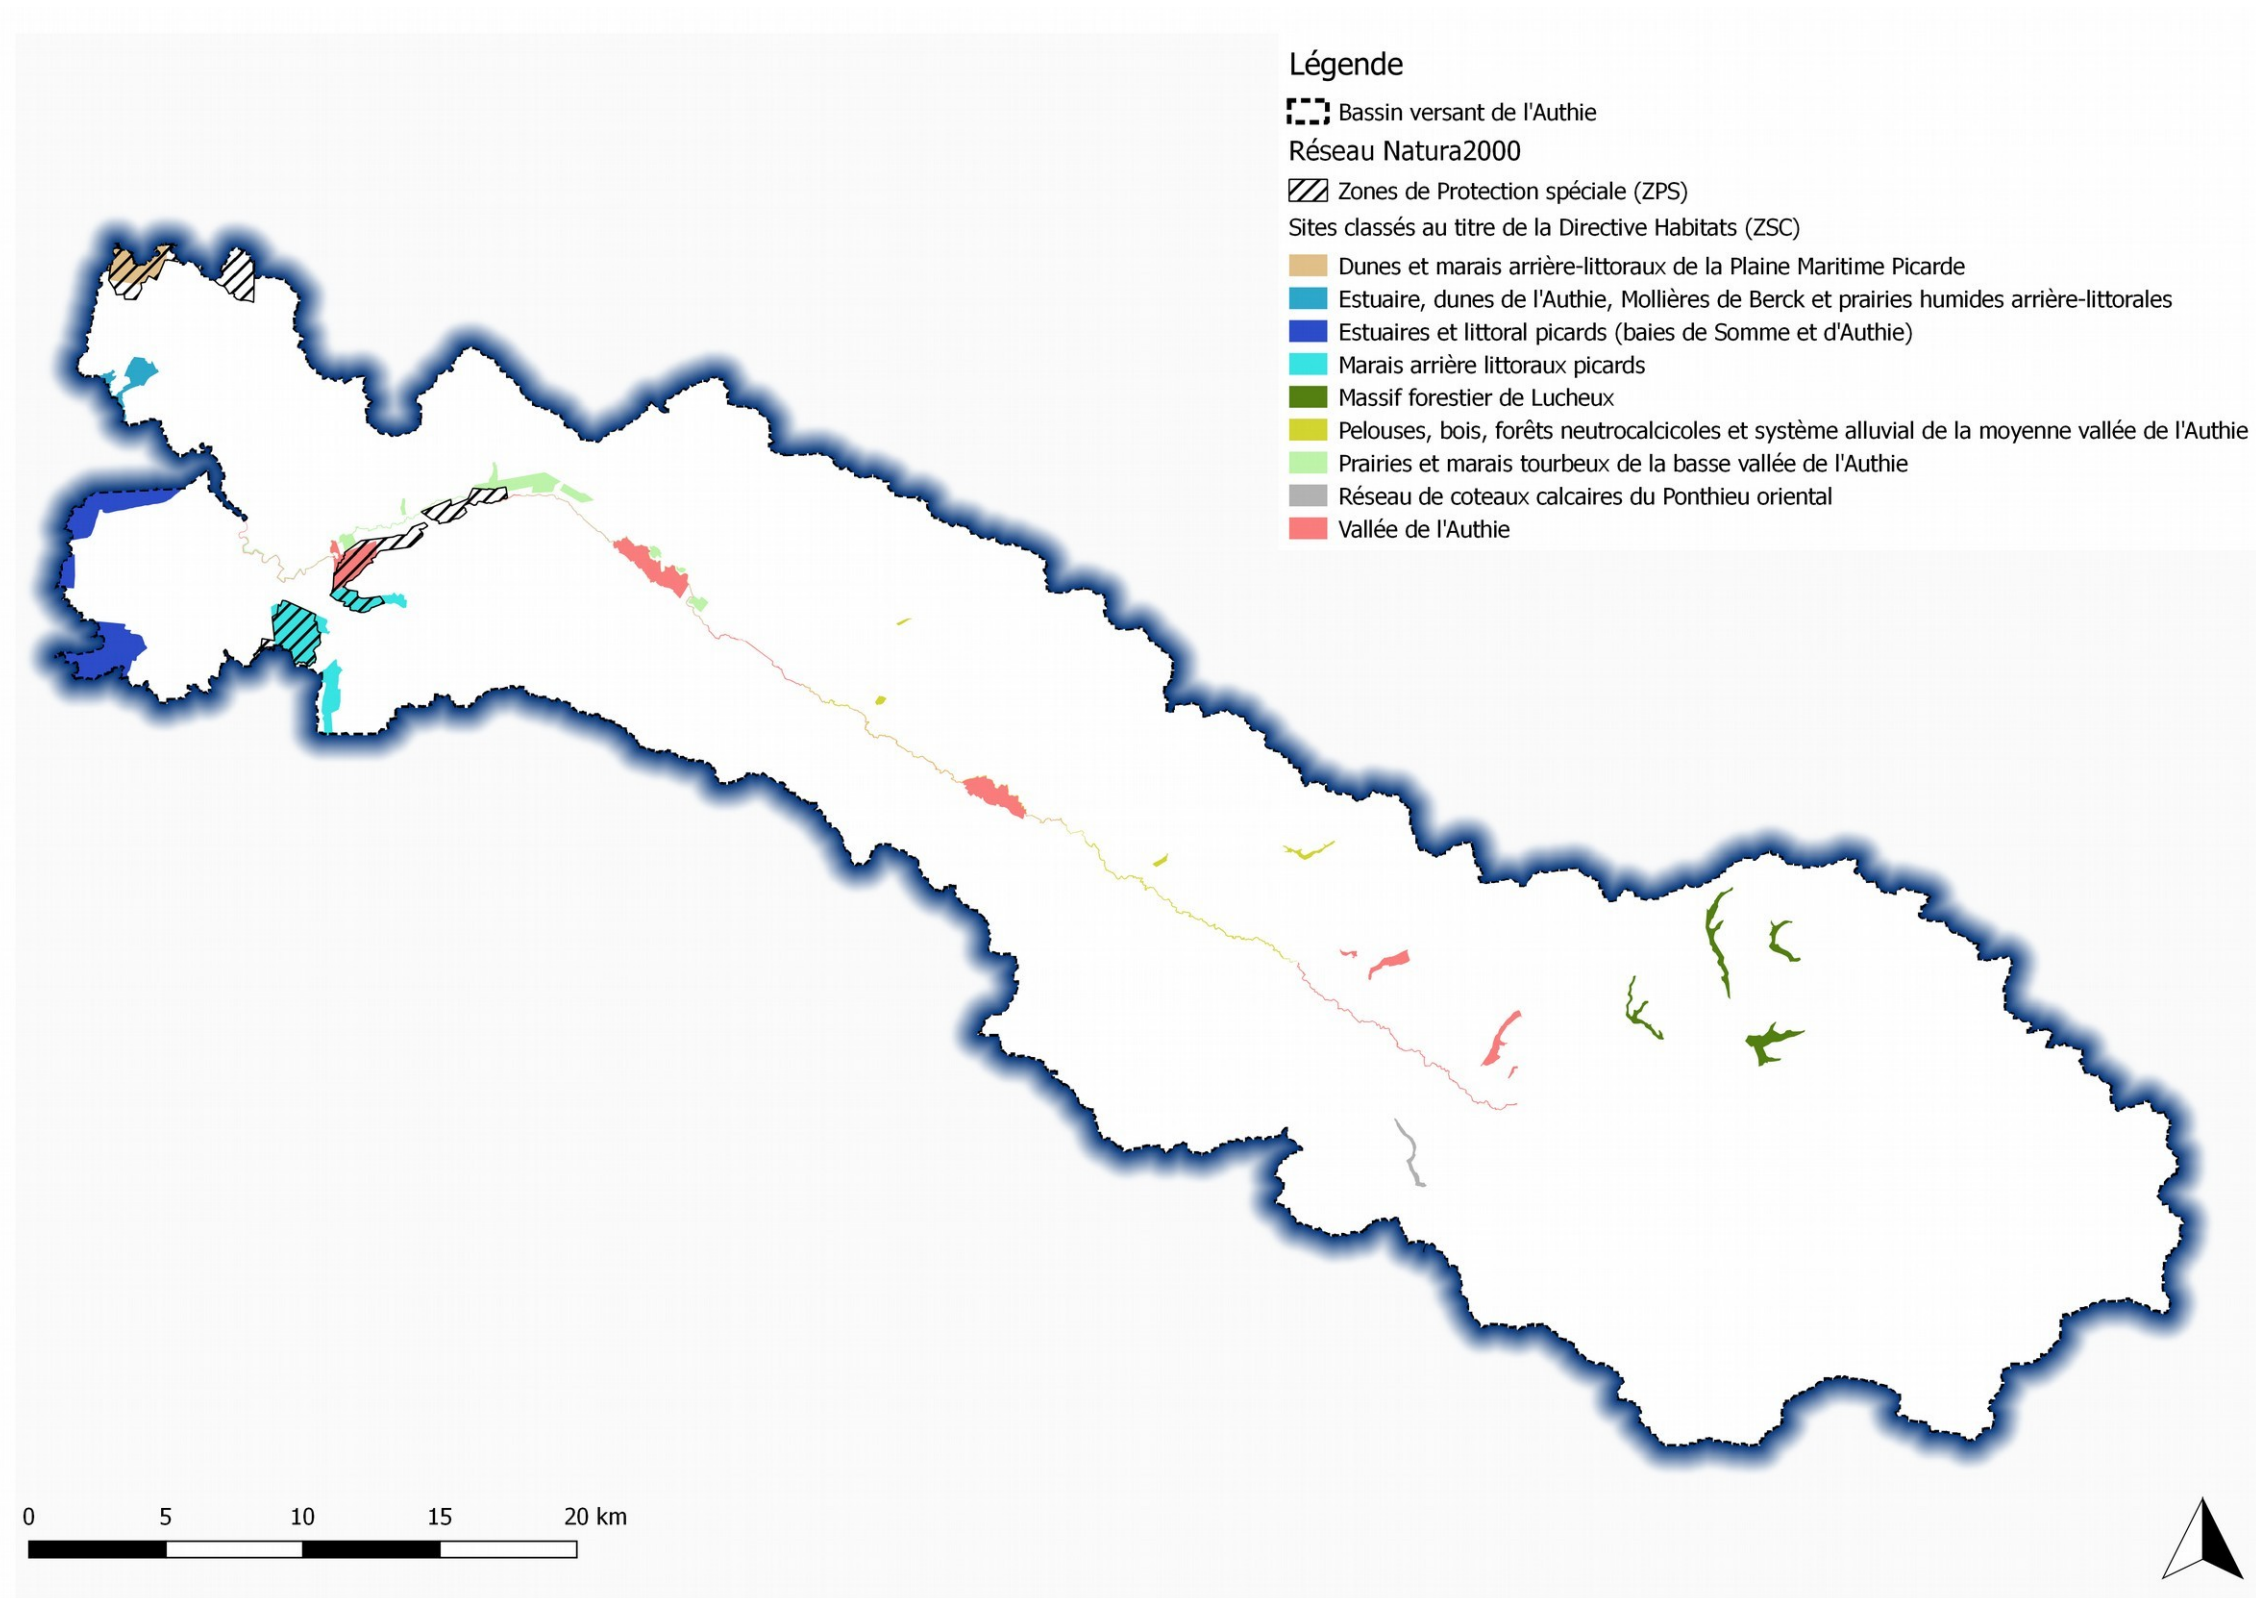 Légende
Bassin versant de l'Authie
Réseau Natura2000
Zones de Protection spéciale (ZPS)
Sites classés au titre de la Directive Habitats (ZSC)
Dunes et marais arrière-littoraux de la Plaine Maritime Picarde
Estuaire, dunes de l'Authie, Mollières de Berck et prairies humides arrière-littorales
Estuaires et littoral picards (baies de Somme et d'Authie)
Marais arrière littoraux picards
Massif forestier de Lucheux
Pelouses, bois, forêts neutrocalcicoles et système alluvial de la moyenne vallée de l'Authie
Prairies et marais tourbeux de la basse vallée de l'Authie
Réseau de coteaux calcaires du Ponthieu oriental
Vallée de l'Authie
0 5 10 15 20 km